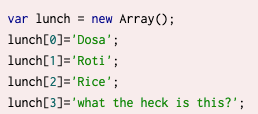 var lunch = new Array();
lunch[0]='Dosa';
lunch[1]='Roti';
lunch[2]='Rice';
lunch[3]='what the heck is this?';